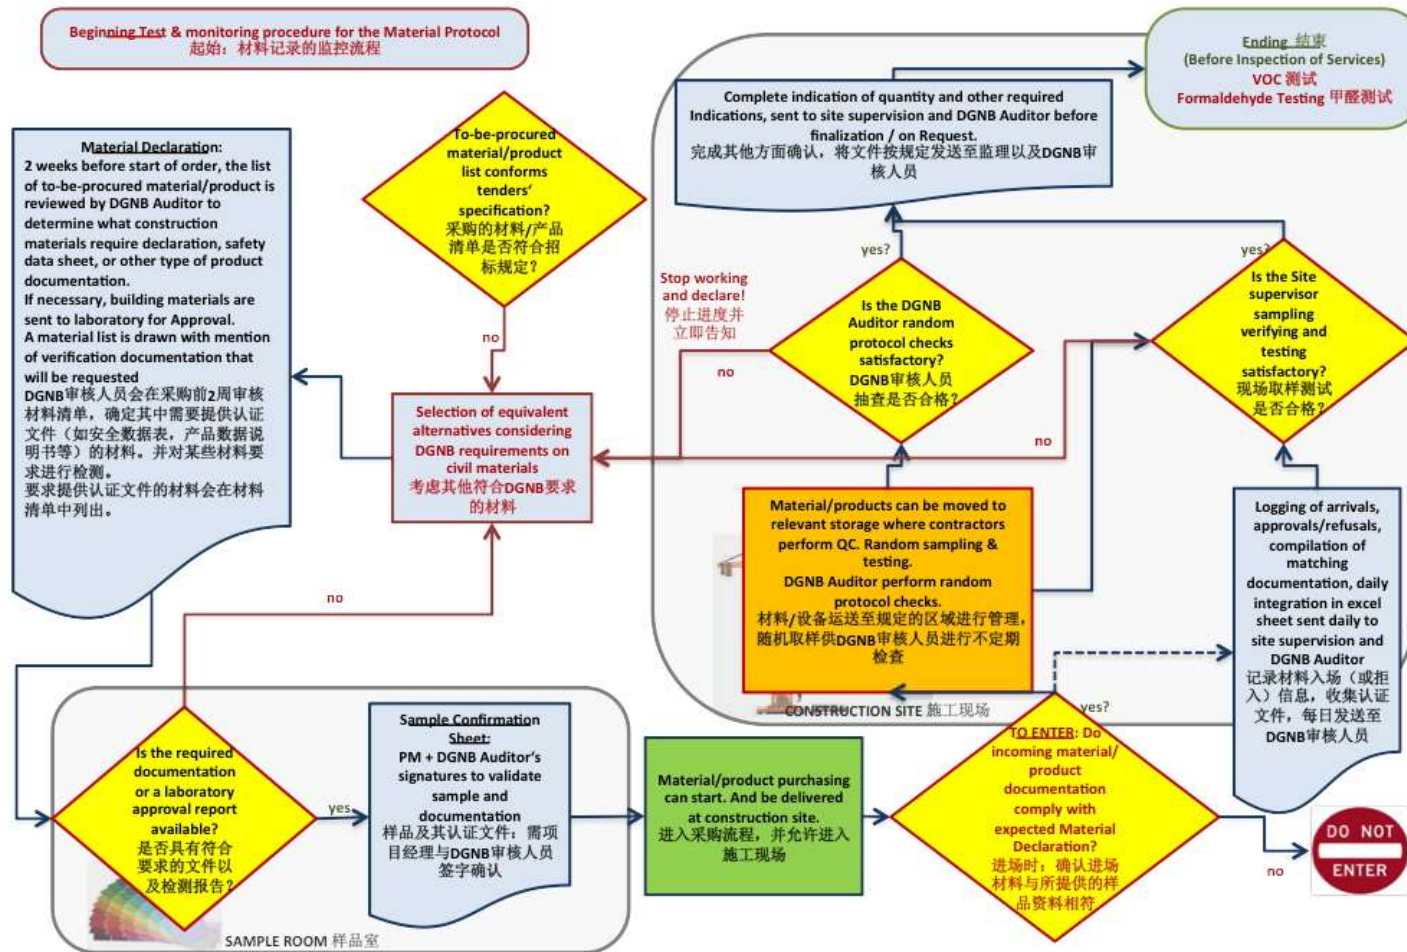 Beginning Test & monitoring procedure for the Material Protocol
起始：材料记录的监控流程
Ending 结束
(Before Inspection of Services)
VOC 测试
Formaldehyde Testing 甲醛测试
Material Declaration:
2 weeks before start of order, the list
of to-be-procured material/product is
reviewed by DGNB Auditor to
determine what construction
materials require declaration, safety
data sheet, or other type of product
documentation.
If necessary, building materials are
sent to laboratory for Approval.
A material list is drawn with mention
of verification documentation that
will be requested
DGNB审核人员会在采购前2周审核
材料清单，确定其中需要提供认证
文件（如安全数据表，产品数据说
明书等）的材料。并对某些材料要
求进行检测。
要求提供认证文件的材料会在材料
清单中列出。
To-be-procured
material/product
list conforms
tenders‘
specification?
采购的材料/产品
清单是否符合招
标规定？
no
Complete indication of quantity and other required
Indications, sent to site supervision and DGNB Auditor before
finalization / on Request.
完成其他方面确认，将文件按规定发送至监理以及DGNB审
核人员
yes?
yes?
Stop working
and declare!
停止进度并
立即告知
no
Is the DGNB
Auditor random
protocol checks
satisfactory?
DGNB审核人员
抽查是否合格？
Is the Site
supervisor
sampling
verifying and
testing
satisfactory?
现场取样测试
是否合格？
no
Selection of equivalent
alternatives considering
DGNB requirements on
civil materials
考虑其他符合DGNB要求
的材料
Material/products can be moved to
relevant storage where contractors
perform QC. Random sampling &
testing.
DGNB Auditor perform random
protocol checks.
材料/设备运送至规定的区域进行管理，
随机取样供DGNB审核人员进行不定期
检查
Logging of arrivals,
approvals/refusals,
compilation of
matching
documentation, daily
integration in excel
sheet sent daily to
site supervision and
DGNB Auditor
记录材料入场（或拒
入）信息，收集认证
文件，每日发送至
DGNB审核人员
no
CONSTRUCTION SITE 施工现场
yes?
Is the required
documentation
or a laboratory
approval report
available?
是否具有符合
要求的文件以
及检测报告？
yes
Sample Confirmation
Sheet:
PM + DGNB Auditor’s
signatures to validate
sample and
documentation
样品及其认证文件：需项
目经理与DGNB审核人员
签字确认
SAMPLE ROOM 样品室
Material/product purchasing
can start. And be delivered
at construction site.
进入采购流程，并允许进入
施工现场
TO ENTER: Do
incoming material/
product
documentation
comply with
expected Material
Declaration?
进场时：确认进场
材料与所提供的样
品资料相符
no
DO NOT
ENTER